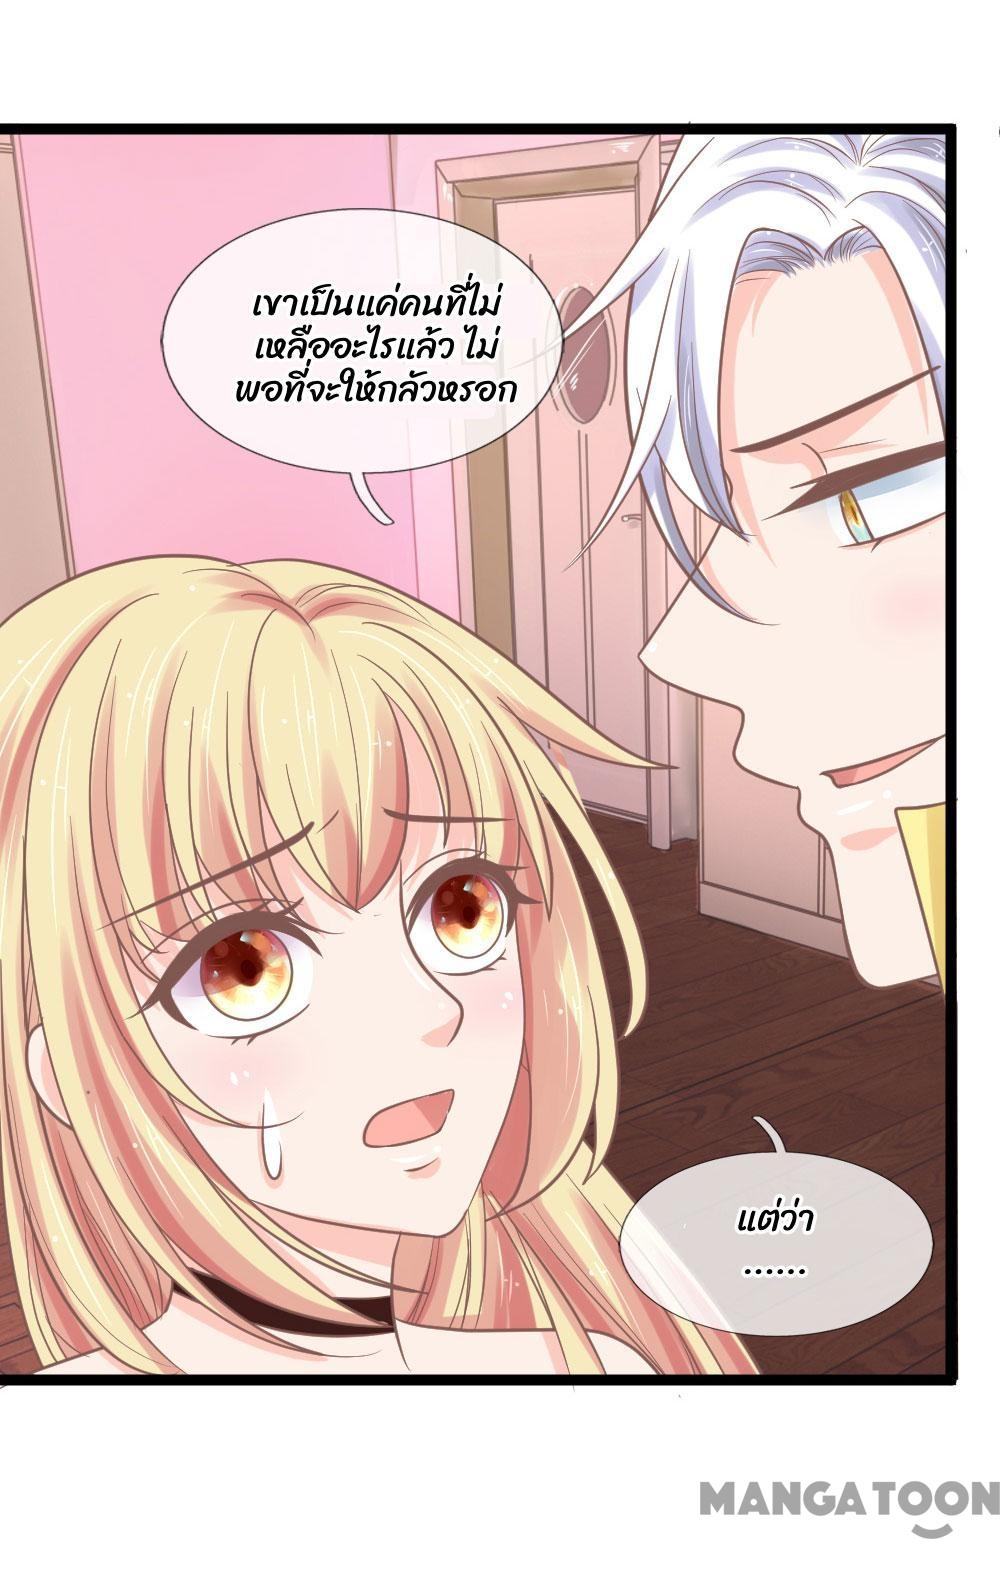 เขาเป็นแค่คนที่ไม่
เหลืออะไรแล้ว ไม่
พอที่จะให้กลัวหรอก
แต่ว่า
......
MANGATOON